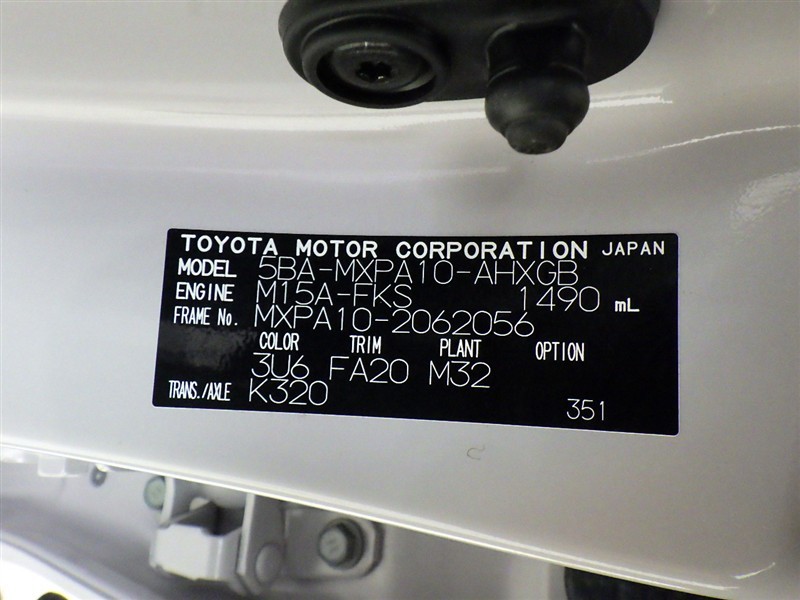 TOYOTA MOTOR CORPORATION JAPAN
MODEL 5BA-MXPA10-AHXGB
ENGINE M15A-FKS 1490 mL
FRAME No. MXPA10-2062056
COLOR TRIM PLANT OPTION
3U6 FA20 M32
TRANS./AXLE K320
351